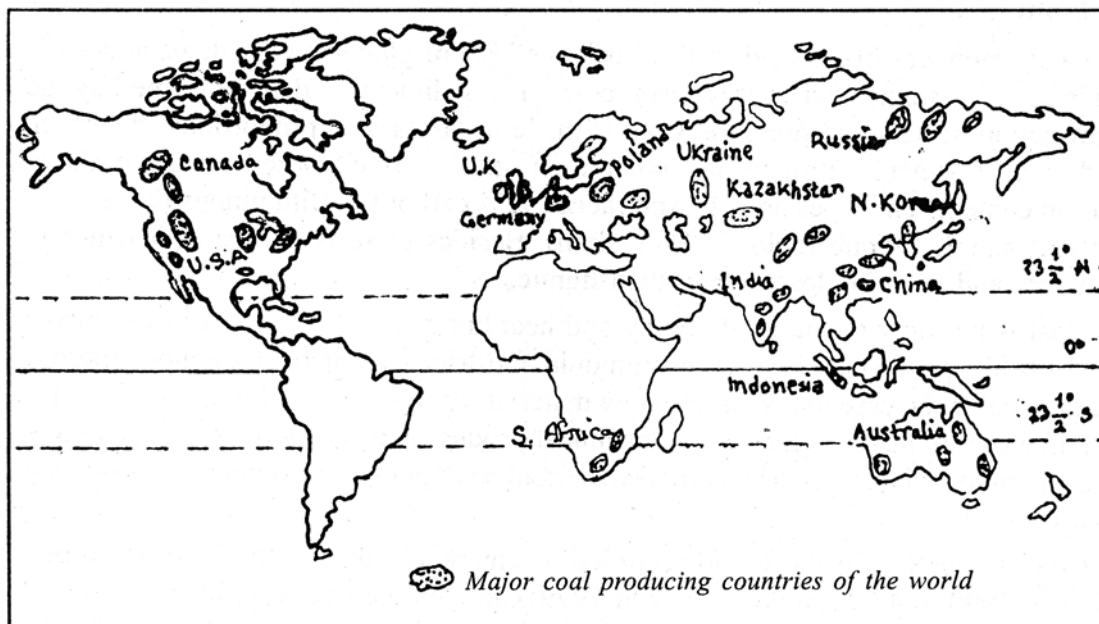 Canada
U.K
Poland
Ukraine
Russia
Kazakhstan
Germany
N. Korea
U.S.A
India
China
23 1/2° N
0°
Indonesia
23 1/2° S
S. Africa
Australia
Major coal producing countries of the world